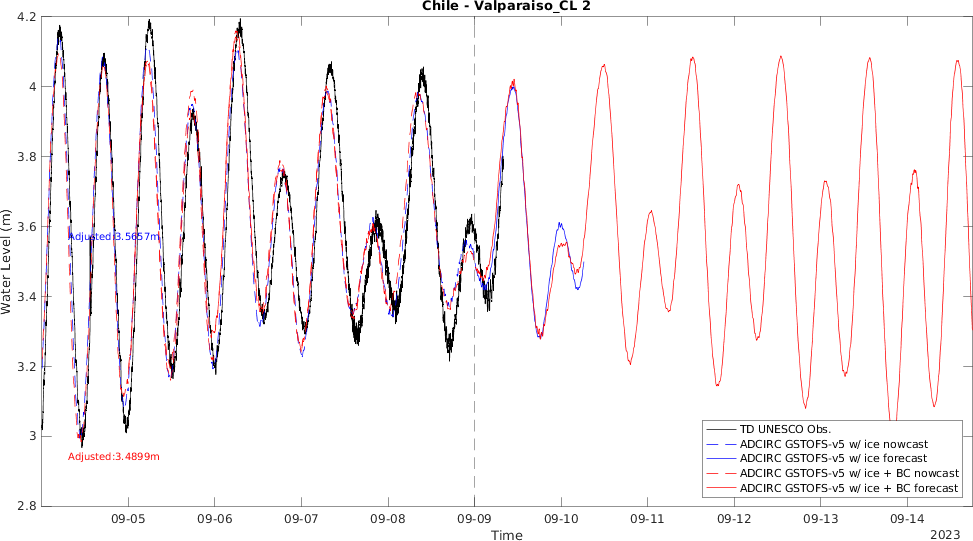 Chile - Valparaiso_CL 2
4.2
4
3.8
3.6
3.4
3.2
3
2.8
Water Level (m)
Adjusted:3.5657m
Adjusted:3.4899m
TD UNESCO Obs.
ADCIRC GSTOFS-v5 w/ ice nowcast
ADCIRC GSTOFS-v5 w/ ice forecast
ADCIRC GSTOFS-v5 w/ ice + BC nowcast
ADCIRC GSTOFS-v5 w/ ice + BC forecast
09-05 09-06 09-07 09-08 09-09 09-10 09-11 09-12 09-13 09-14
Time
2023